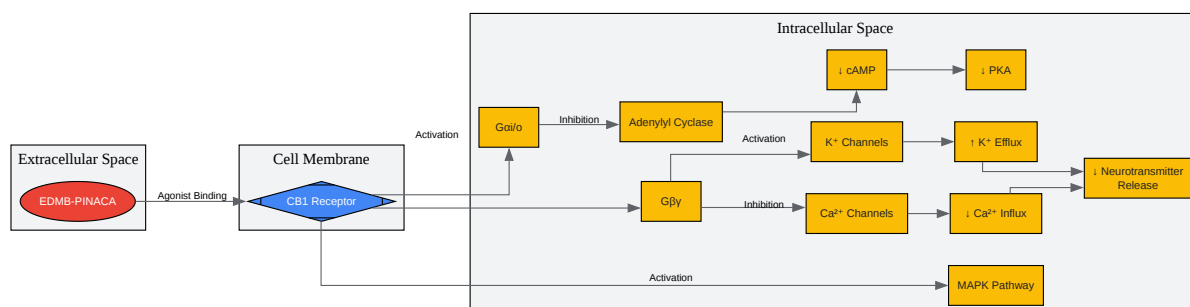 Intracellular Space
↓ cAMP
↓ PKA
Gαi/o
Inhibition
Adenylyl Cyclase
Activation
Activation
K⁺ Channels
↑ K⁺ Efflux
Extracellular Space
Cell Membrane
↓ Neurotransmitter
Release
EDMB-PINACA
Agonist Binding
CB1 Receptor
Gβγ
Inhibition
Ca²⁺ Channels
↓ Ca²⁺ Influx
Activation
MAPK Pathway